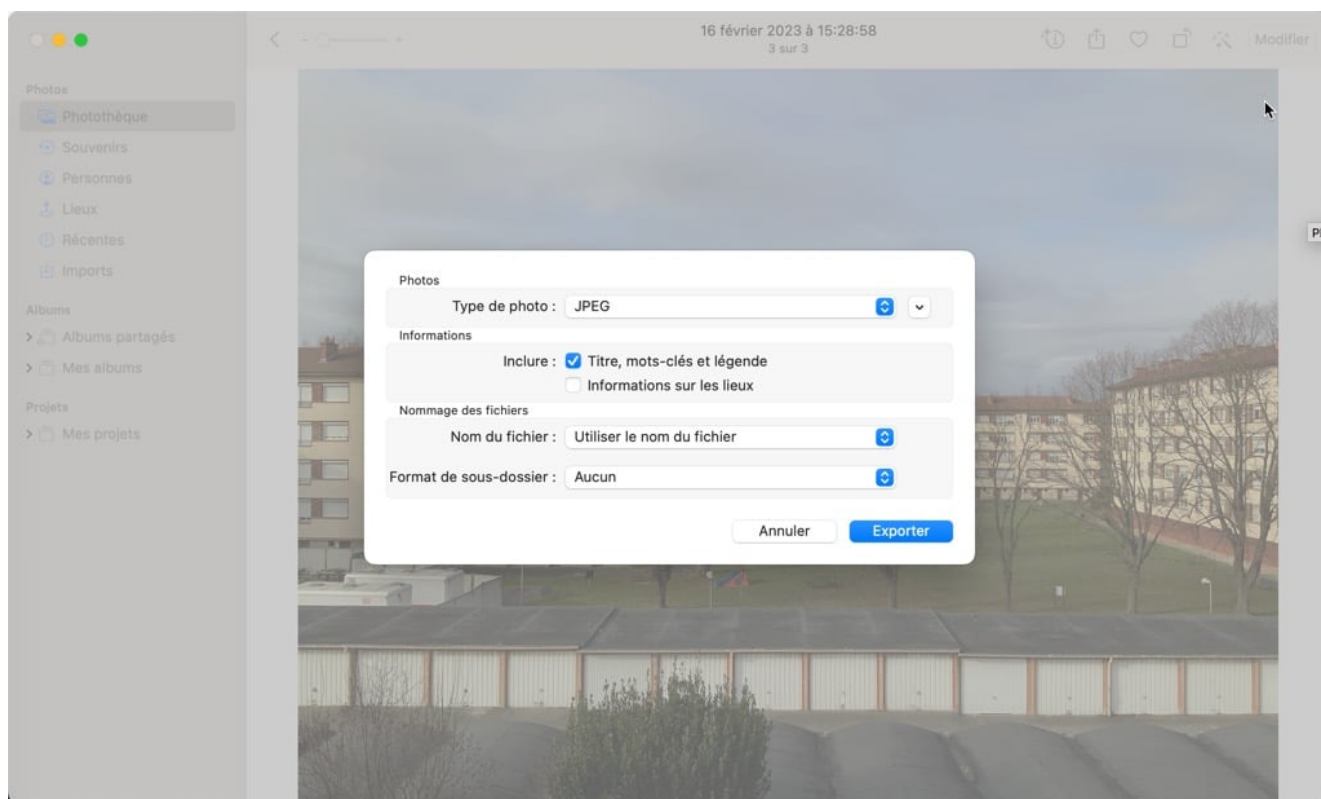 16 février 2023 à 15:28:58
3 sur 3
Modifier
Photos
Photothèque
Souvenirs
Personnes
Lieux
Récentes
Imports
Albums
Albums partagés
Mes albums
Projets
Mes projets
Photos
Type de photo : JPEG
Informations
Inclure : Titre, mots-clés et légende
Informations sur les lieux
Nommage des fichiers
Nom du fichier : Utiliser le nom du fichier
Format de sous-dossier : Aucun
Annuler Exporter